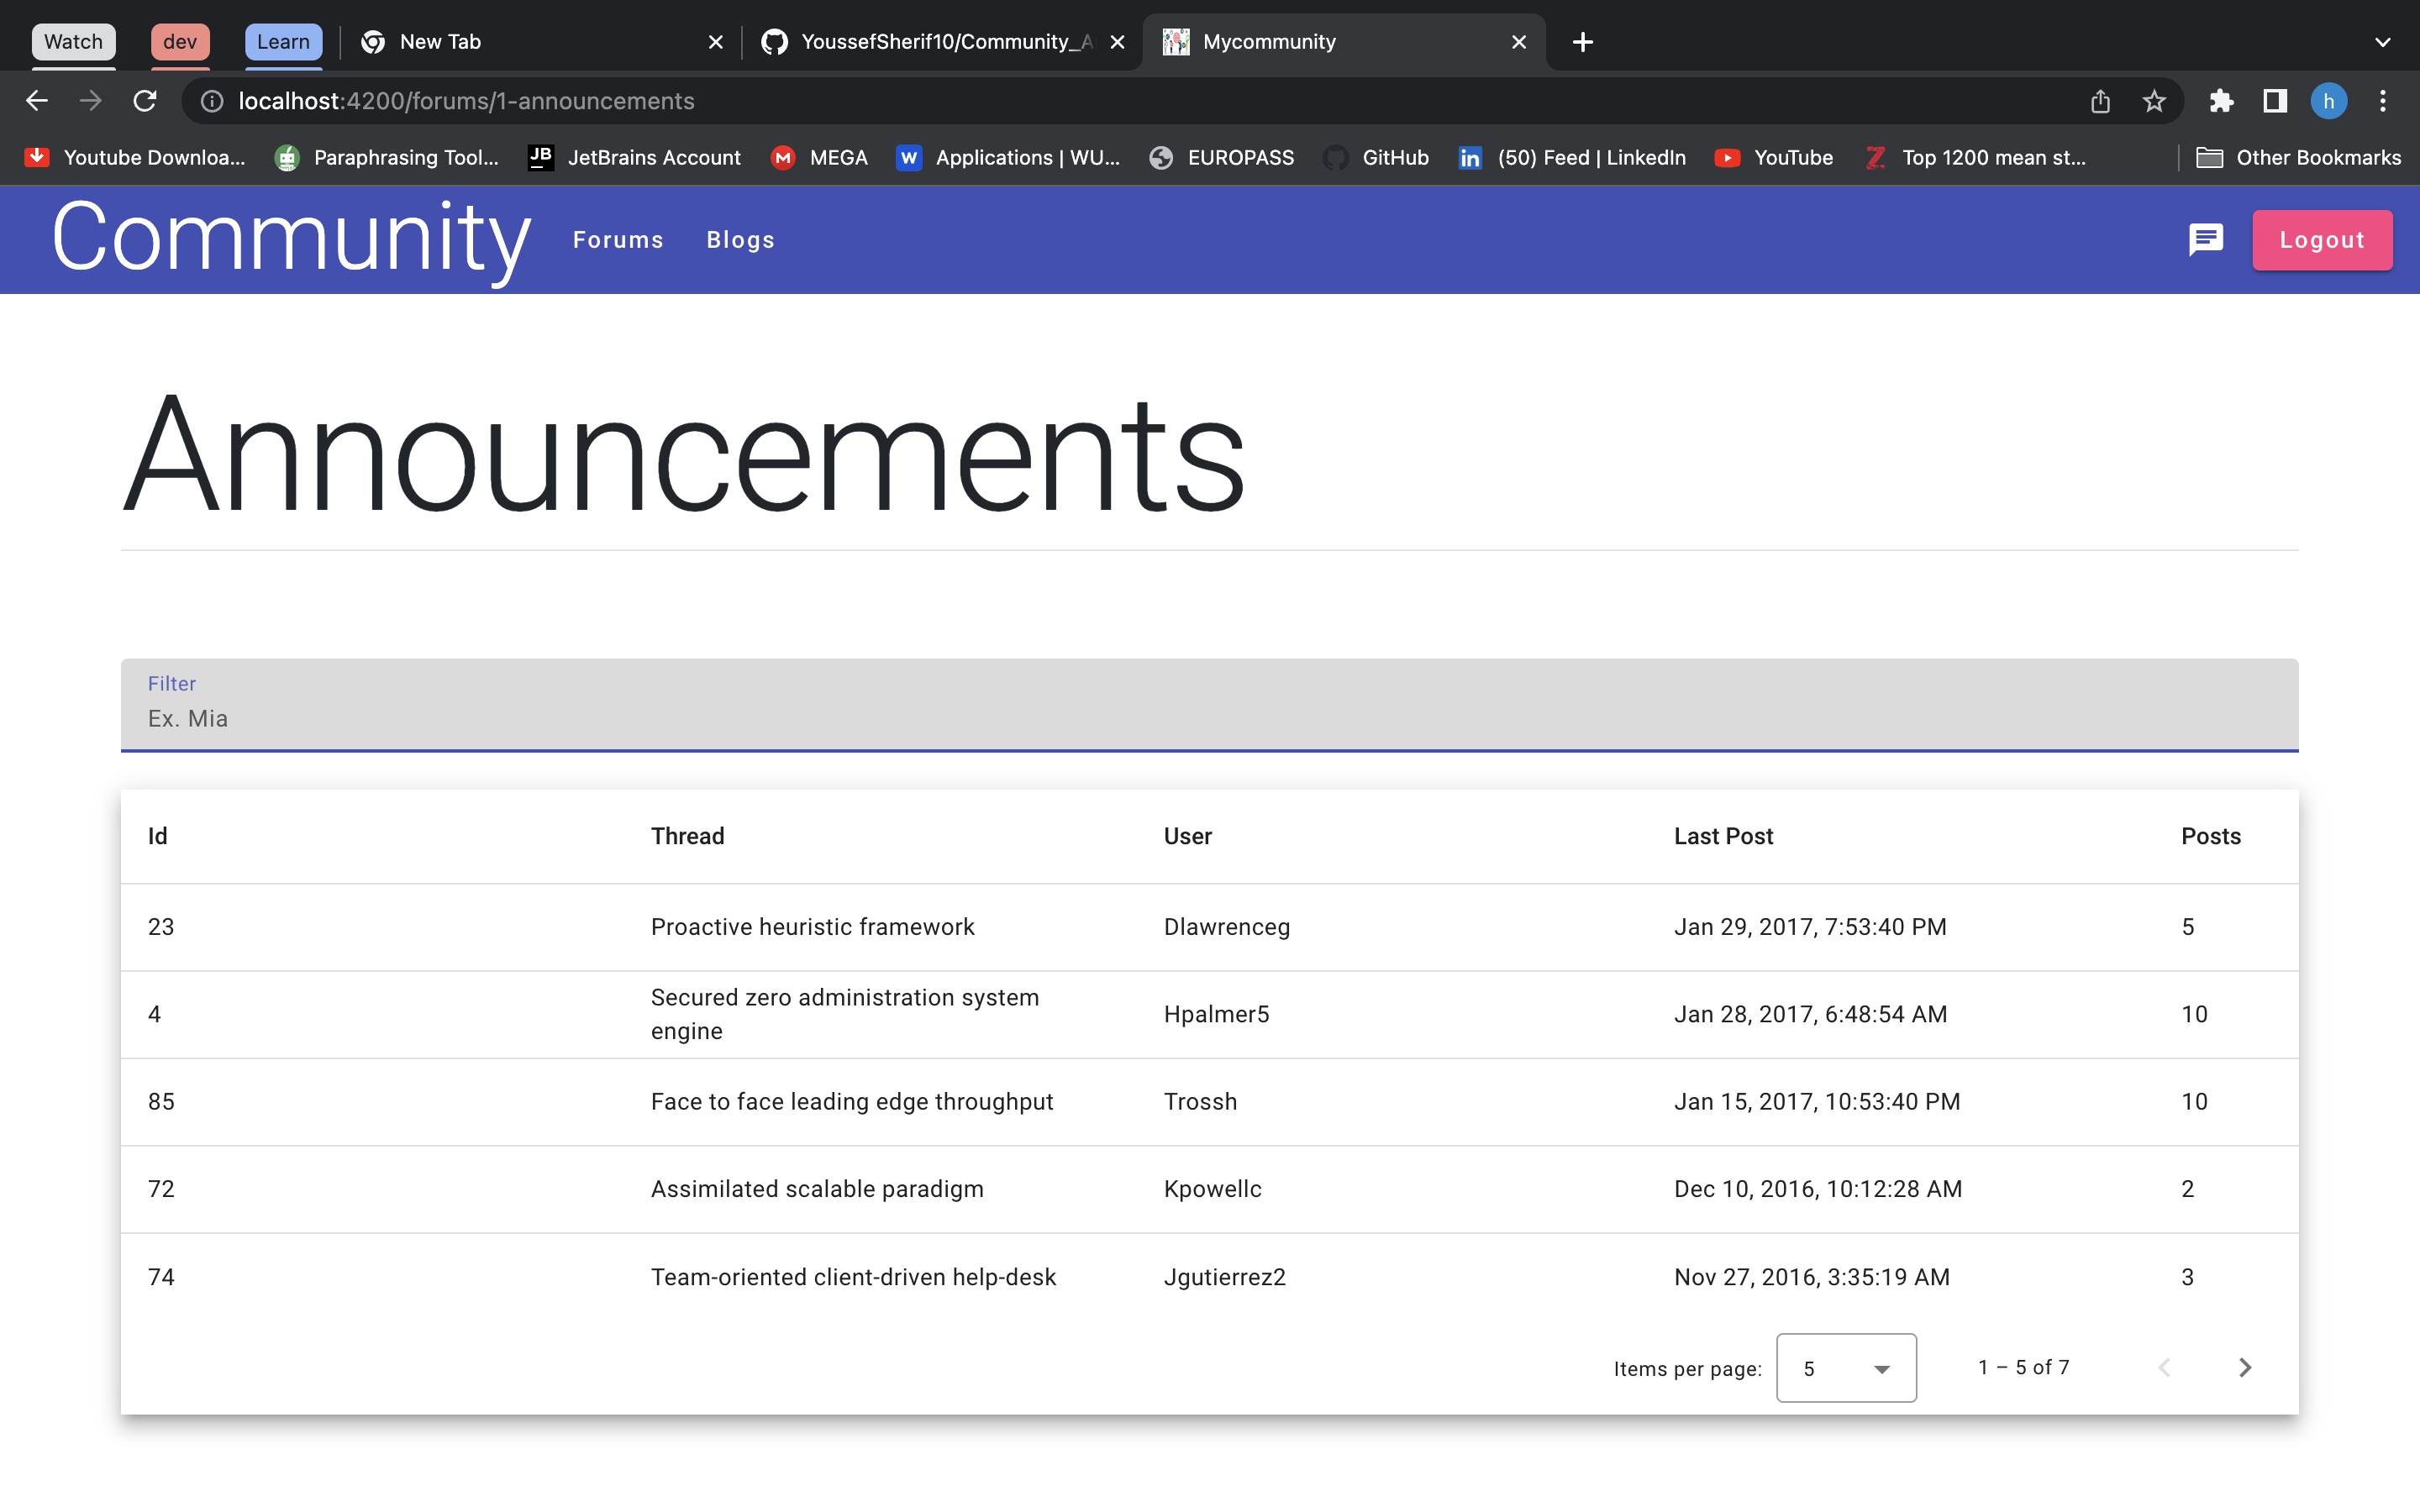 Watch dev Learn New Tab YoussefSherif10/Community_A Mycommunity
localhost:4200/forums/1-announcements h
Youtube Downloa... Paraphrasing Tool... JB JetBrains Account M MEGA W Applications | WU... EUROPASS GitHub in (50) Feed | LinkedIn YouTube Z Top 1200 mean st... Other Bookmarks
Community Forums Blogs Logout
Announcements
Filter
Ex. Mia
Id Thread User Last Post Posts
23 Proactive heuristic framework Dlawrenceg Jan 29, 2017, 7:53:40 PM 5
4 Secured zero administration system engine Hpalmer5 Jan 28, 2017, 6:48:54 AM 10
85 Face to face leading edge throughput Trossh Jan 15, 2017, 10:53:40 PM 10
72 Assimilated scalable paradigm Kpowellc Dec 10, 2016, 10:12:28 AM 2
74 Team-oriented client-driven help-desk Jgutierrez2 Nov 27, 2016, 3:35:19 AM 3
Items per page: 5 1 – 5 of 7